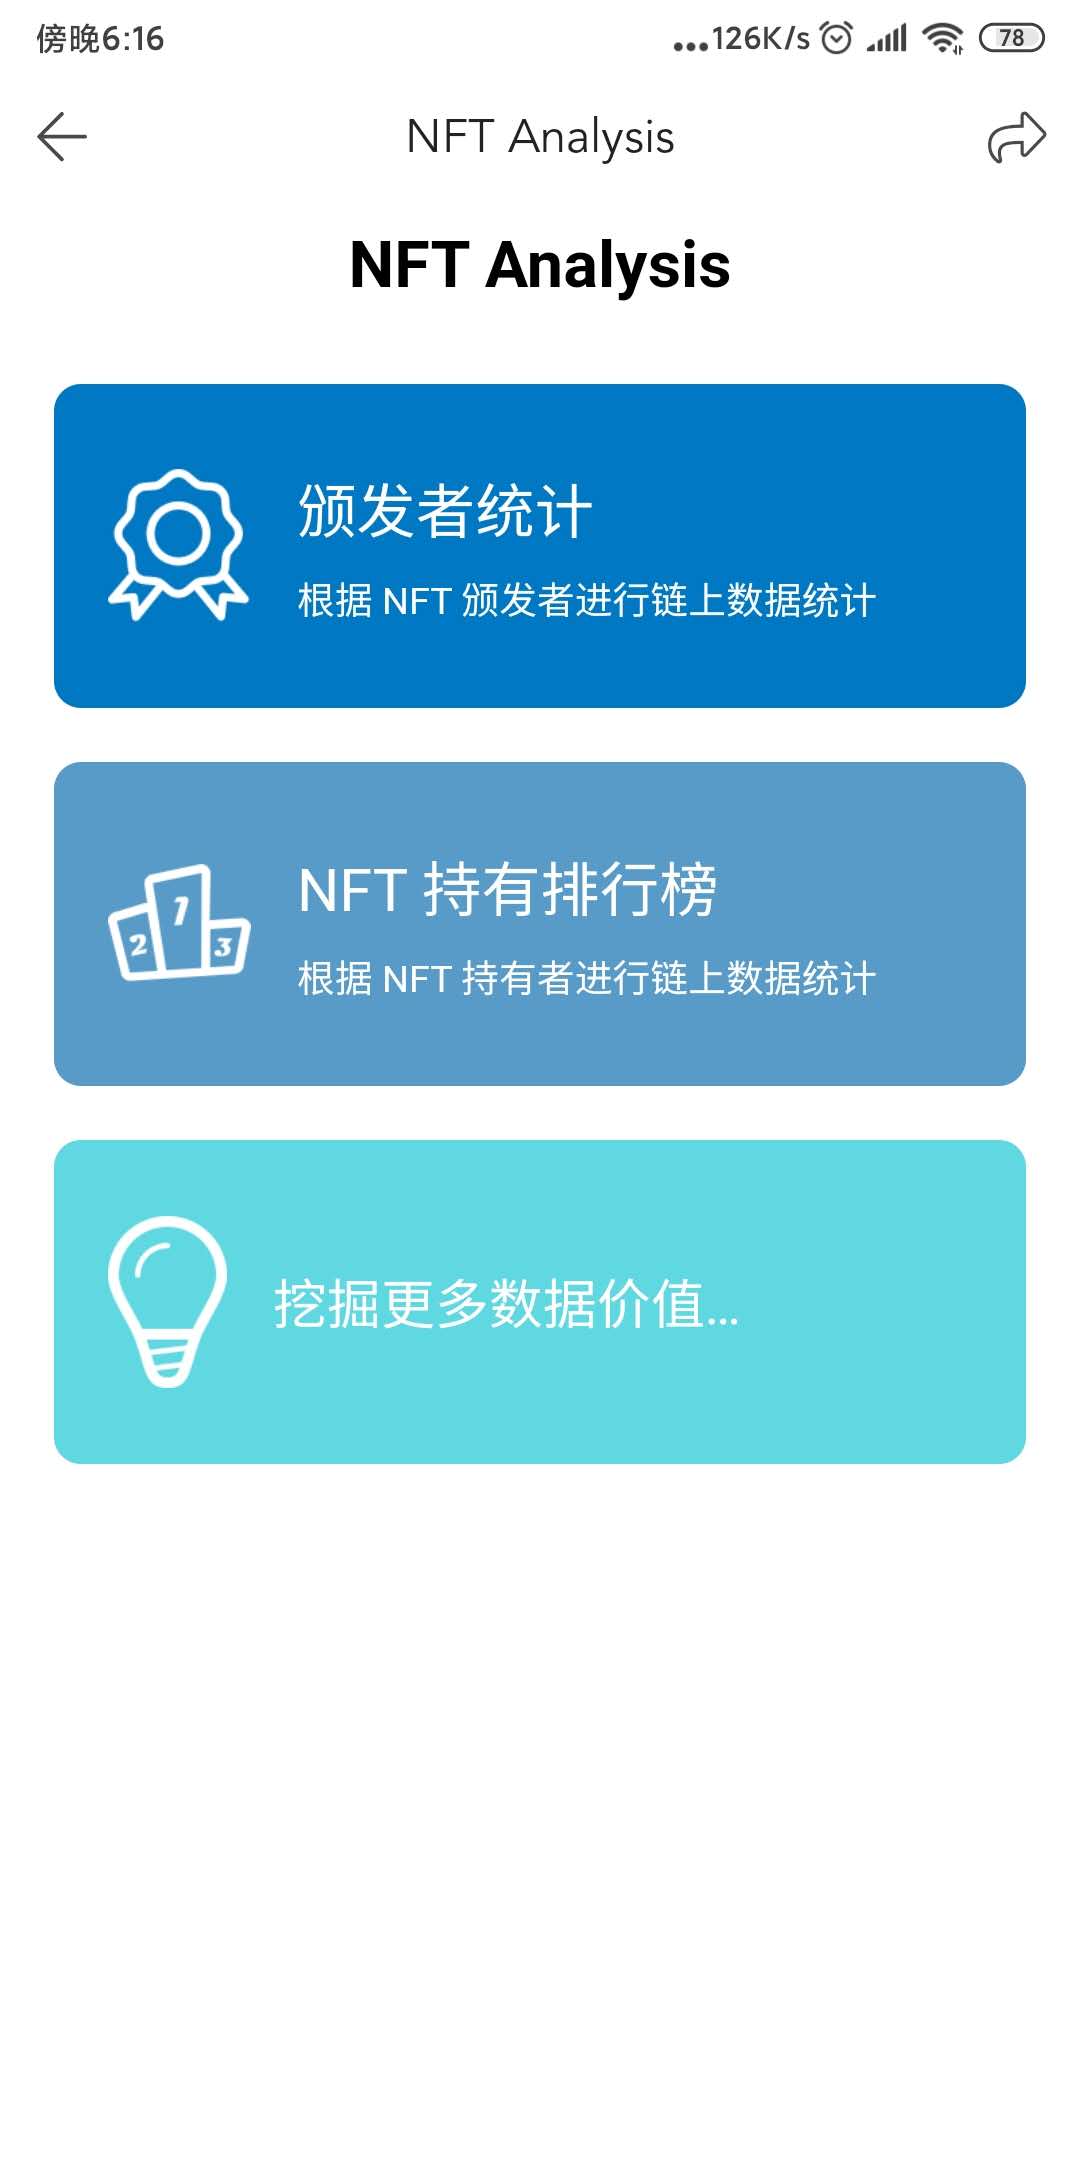 傍晚6:16
...126K/s
78
NFT Analysis
NFT Analysis
颁发者统计
根据 NFT 颁发者进行链上数据统计
1
2
3
NFT 持有排行榜
根据 NFT 持有者进行链上数据统计
挖掘更多数据价值...